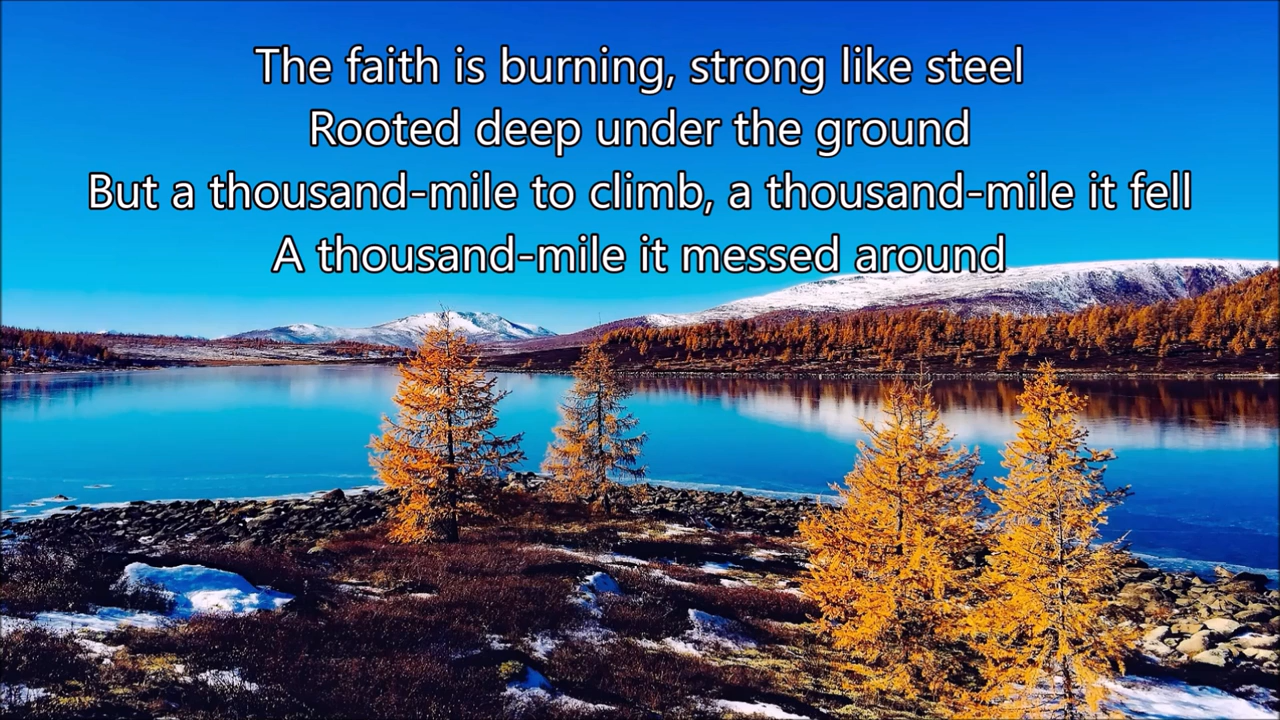 The faith is burning, strong like steel
Rooted deep under the ground
But a thousand-mile to climb, a thousand-mile it fell
A thousand-mile it messed around